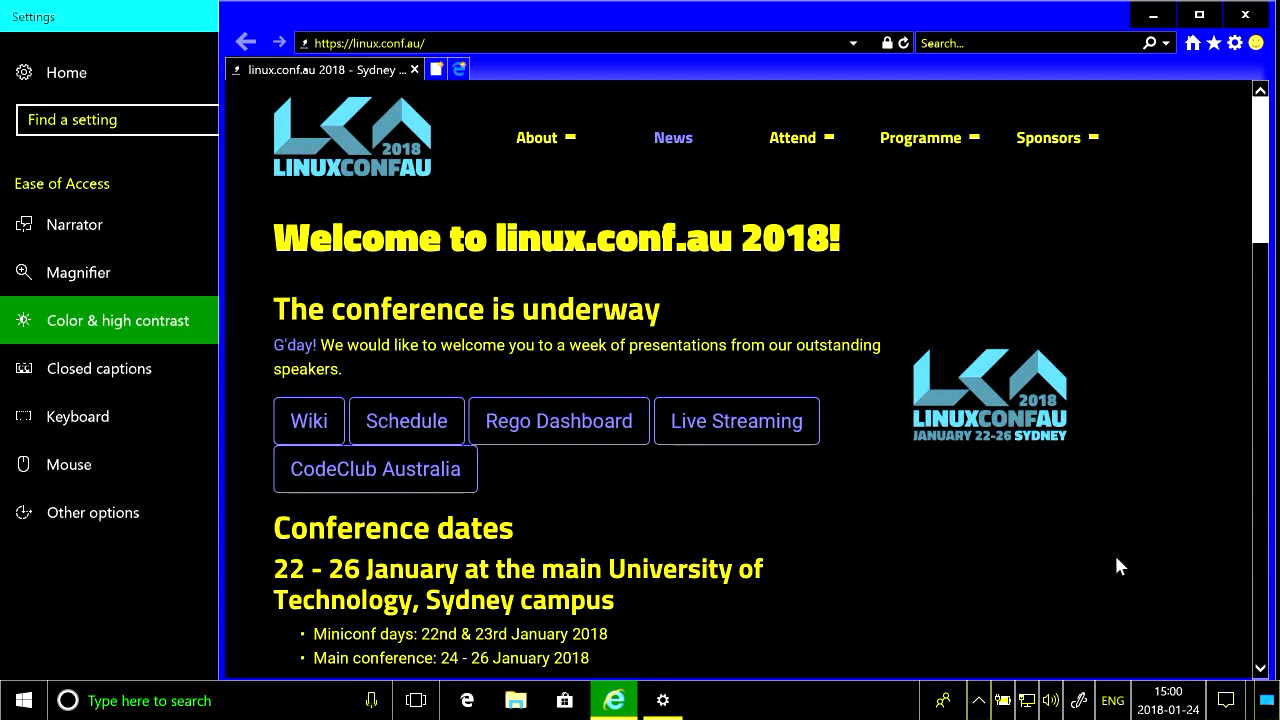 Settings
Home
Find a setting
Ease of Access
Narrator
Magnifier
Color & high contrast
Closed captions
Keyboard
Mouse
Other options
https://linux.conf.au/
Search...
linux.conf.au 2018 - Sydney ...
2018
LINUXCONFAU
About
News
Attend
Programme
Sponsors
Welcome to linux.conf.au 2018!
The conference is underway
G'day! We would like to welcome you to a week of presentations from our outstanding
speakers.
Wiki
Schedule
Rego Dashboard
Live Streaming
CodeClub Australia
2018
LINUXCONFAU
JANUARY 22-26 SYDNEY
Conference dates
22 - 26 January at the main University of
Technology, Sydney campus
• Miniconf days: 22nd & 23rd January 2018
• Main conference: 24 - 26 January 2018
Type here to search
ENG
15:00
2018-01-24